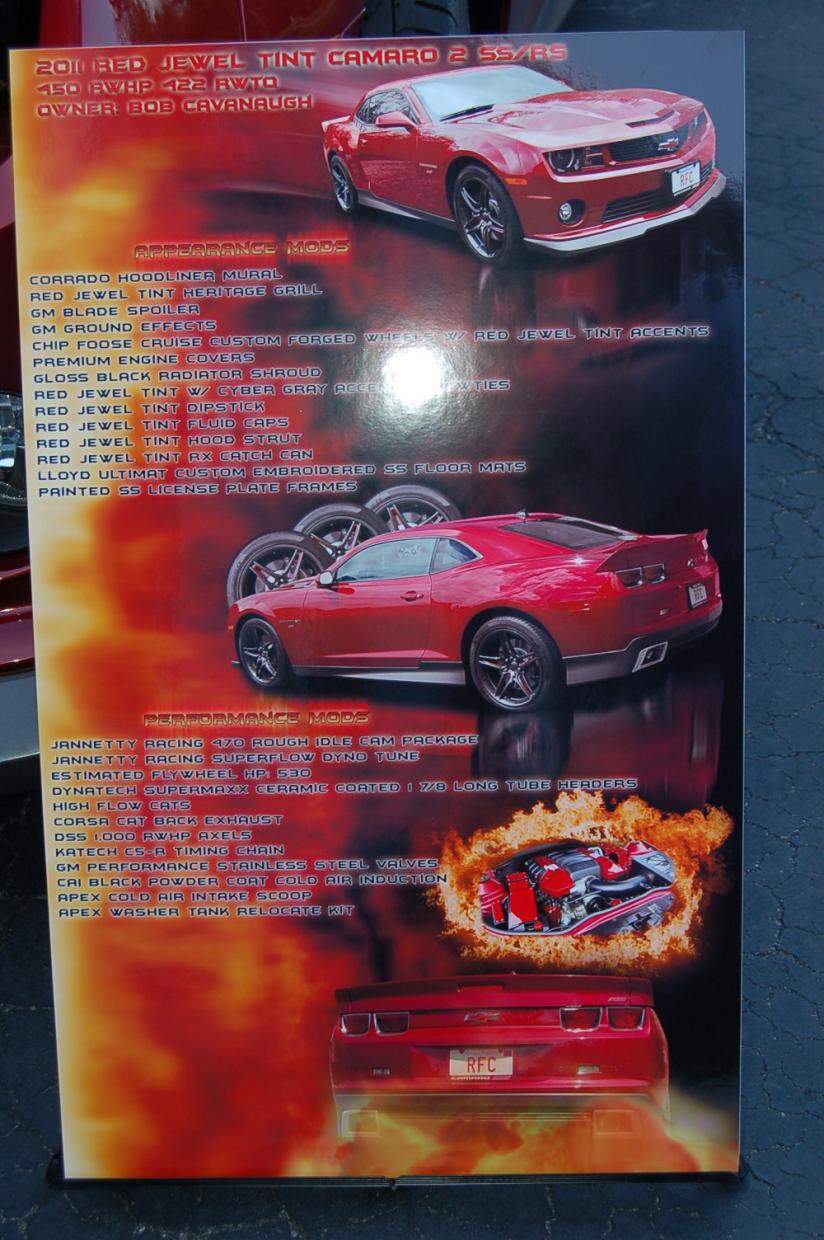 2011 RED JEWEL TINT CAMARO 2 SS/RS
450 RWHP 422 RWTQ
OWNER: BOB CAVANAUGH
RFC
APPEARANCE MODS
CORRADO HOODLINER MURAL
RED JEWEL TINT HERITAGE GRILL
GM BLADE SPOILER
GM GROUND EFFECTS
CHIP FOOSE CRUISE CUSTOM FORGED WHEELS W/ RED JEWEL TINT ACCENTS
PREMIUM ENGINE COVERS
GLOSS BLACK RADIATOR SHROUD
RED JEWEL TINT W/ CYBER GRAY
RED JEWEL TINT DIPSTICK
RED JEWEL TINT FLUID CAPS
RED JEWEL TINT HOOD STRUT
RED JEWEL TINT RX CATCH CAN
LLOYD ULTIMAT CUSTOM EMBROIDERED SS FLOOR MATS
PAINTED SS LICENSE PLATE FRAMES
RFC
PERFORMANCE MODS
JANNETTY RACING 470 ROUGH IDLE CAM PACKAGE
JANNETTY RACING SUPERFLOW DYNO TUNE
ESTIMATED FLYWHEEL HP: 530
DYNATECH SUPERMAXX CERAMIC COATED 1 7/8 LONG TUBE HEADERS
HIGH FLOW CATS
CORSA CAT BACK EXHAUST
DSS 1,000 RWHP AXELS
KATECH C5-R TIMING CHAIN
GM PERFORMANCE STAINLESS STEEL VALVES
CAI BLACK POWDER COAT COLD AIR INDUCTION
APEX COLD AIR INTAKE SCOOP
APEX WASHER TANK RELOCATE KIT
RFC
CAMARO